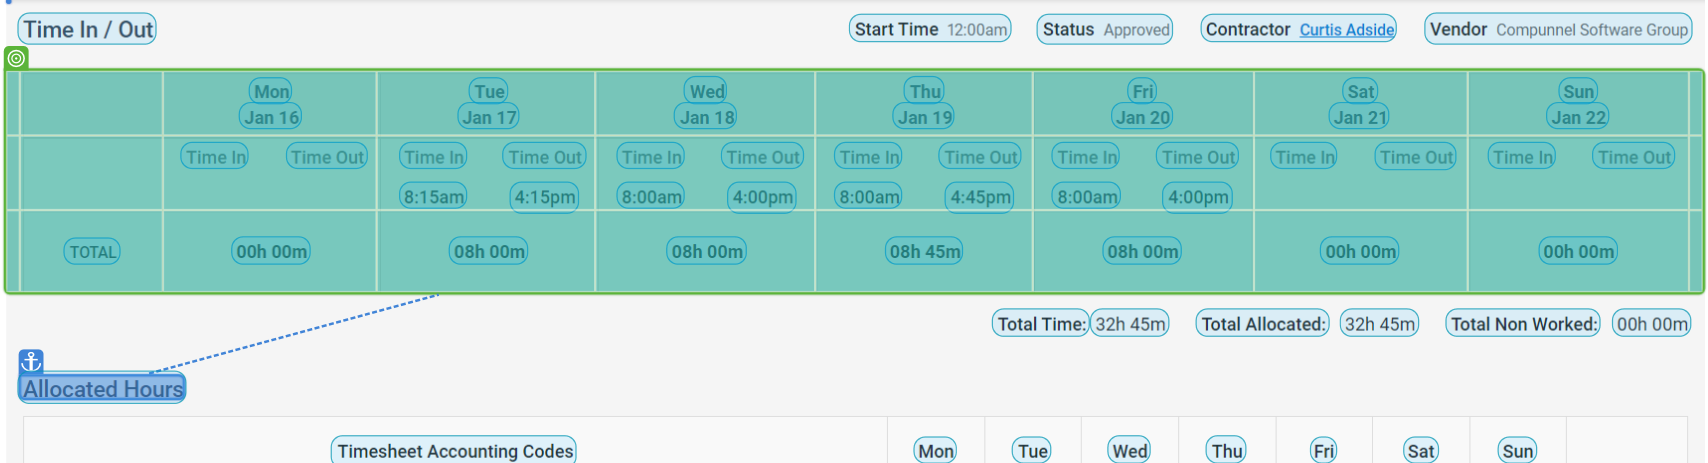 Time In / Out Start Time 12:00am Status Approved Contractor Curtis Adside Vendor Compunnel Software Group
Mon Tue Wed Thu Fri Sat Sun
Jan 16 Jan 17 Jan 18 Jan 19 Jan 20 Jan 21 Jan 22
Time In Time Out Time In Time Out Time In Time Out Time In Time Out Time In Time Out Time In Time Out Time In Time Out
8:15am 4:15pm 8:00am 4:00pm 8:00am 4:45pm 8:00am 4:00pm
TOTAL 00h 00m 08h 00m 08h 00m 08h 45m 08h 00m 00h 00m 00h 00m
Total Time: 32h 45m Total Allocated: 32h 45m Total Non Worked: 00h 00m
Allocated Hours
Timesheet Accounting Codes Mon Tue Wed Thu Fri Sat Sun